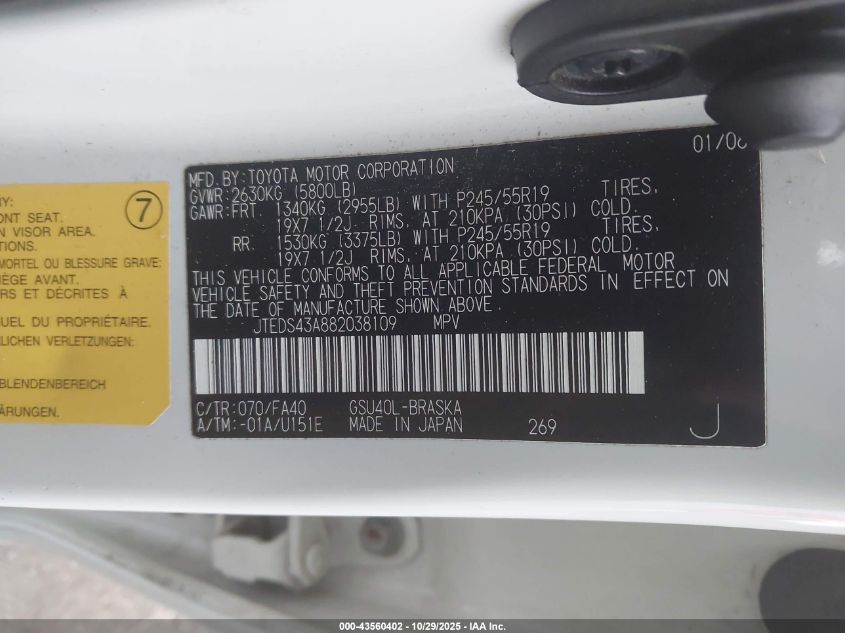 Y:
ONT SEAT.
N VISOR AREA.
TIONS.
MORTEL OU BLESSURE GRAVE:
IÈGE AVANT.
RS ET DÉCRITES À
UEL DU PROPRIÉTAIRE.
LICHEN VERLETZUNG:
BLENDENBEREICH
ÄRUNGEN.
7
01/08
MFD. BY: TOYOTA MOTOR CORPORATION
GVWR: 2630KG (5800LB)
GAWR: FRT 1340KG (2955LB) WITH P245/55R19 TIRES,
19X7 1/2J RIMS, AT 210KPA, (30PSI) COLD.
RR 1530KG (3375LB) WITH P245/55R19 TIRES,
19X7 1/2J RIMS, AT 210KPA, (30PSI) COLD.
THIS VEHICLE CONFORMS TO ALL APPLICABLE FEDERAL MOTOR
VEHICLE SAFETY AND THEFT PREVENTION STANDARDS IN EFFECT ON
THE DATE OF MANUFACTURE SHOWN ABOVE.
JTEDS43A882038109 MPV
C/TR: 070/FA40 GSU40L-BRASKA
A/TM: -01A/U151E MADE IN JAPAN 269
J
000-43560402 - 10/29/2025 - IAA Inc.